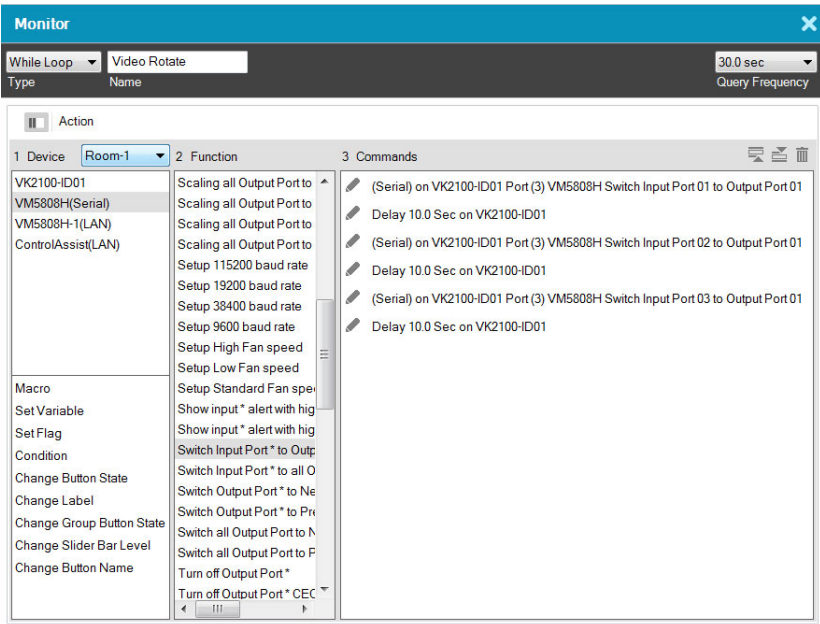 Monitor
While Loop
Video Rotate
30.0 sec
Type
Name
Query Frequency
Action
1 Device
Room-1
2 Function
3 Commands
VK2100-ID01
VM5808H(Serial)
VM5808H-1(LAN)
ControlAssist(LAN)
Macro
Set Variable
Set Flag
Condition
Change Button State
Change Label
Change Group Button State
Change Slider Bar Level
Change Button Name
Scaling all Output Port to
Scaling all Output Port to
Scaling all Output Port to
Scaling all Output Port to
Setup 115200 baud rate
Setup 19200 baud rate
Setup 38400 baud rate
Setup 9600 baud rate
Setup High Fan speed
Setup Low Fan speed
Setup Standard Fan spe
Show input * alert with hig
Show input * alert with hig
Switch Input Port * to Outp
Switch Input Port * to all O
Switch Output Port * to Ne
Switch Output Port * to Pre
Switch all Output Port to N
Switch all Output Port to P
Turn off Output Port *
Turn off Output Port * CEC
(Serial) on VK2100-ID01 Port (3) VM5808H Switch Input Port 01 to Output Port 01
Delay 10.0 Sec on VK2100-ID01
(Serial) on VK2100-ID01 Port (3) VM5808H Switch Input Port 02 to Output Port 01
Delay 10.0 Sec on VK2100-ID01
(Serial) on VK2100-ID01 Port (3) VM5808H Switch Input Port 03 to Output Port 01
Delay 10.0 Sec on VK2100-ID01